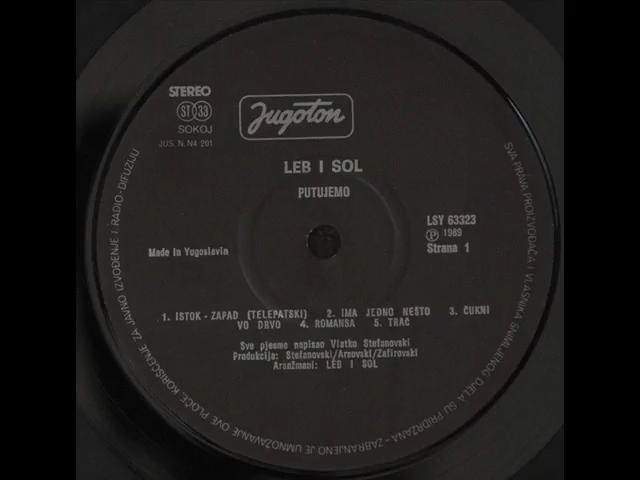 STEREO
ST 33
SOKOJ
JUS. N. N4 201
Jugoton
LEB I SOL
PUTUJEMO
Made in Yugoslavia
LSY 63323
Ⓟ 1989
Strana 1
1. ISTOK - ZAPAD (TELEPATSKI) 2. IMA JEDNO NEŠTO 3. ČUKNI
VO DRVO 4. ROMANSA 5. TRAČ
Sve pjesme napisao Vlatko Stefanovski
Produkcija: Stefanovski/Arsovski/Zafirovski
Aranžmani: LEB I SOL
SVA PRAVA PROIZVOĐAČA I VLASNIKA SNIMLJENOG DJELA SU PRIDRŽANA - ZABRANJENO JE UMNOŽAVANJE OVE PLOČE, KORIŠĆENJE ZA JAVNO IZVOĐENJE I RADIO-DIFUZIJU